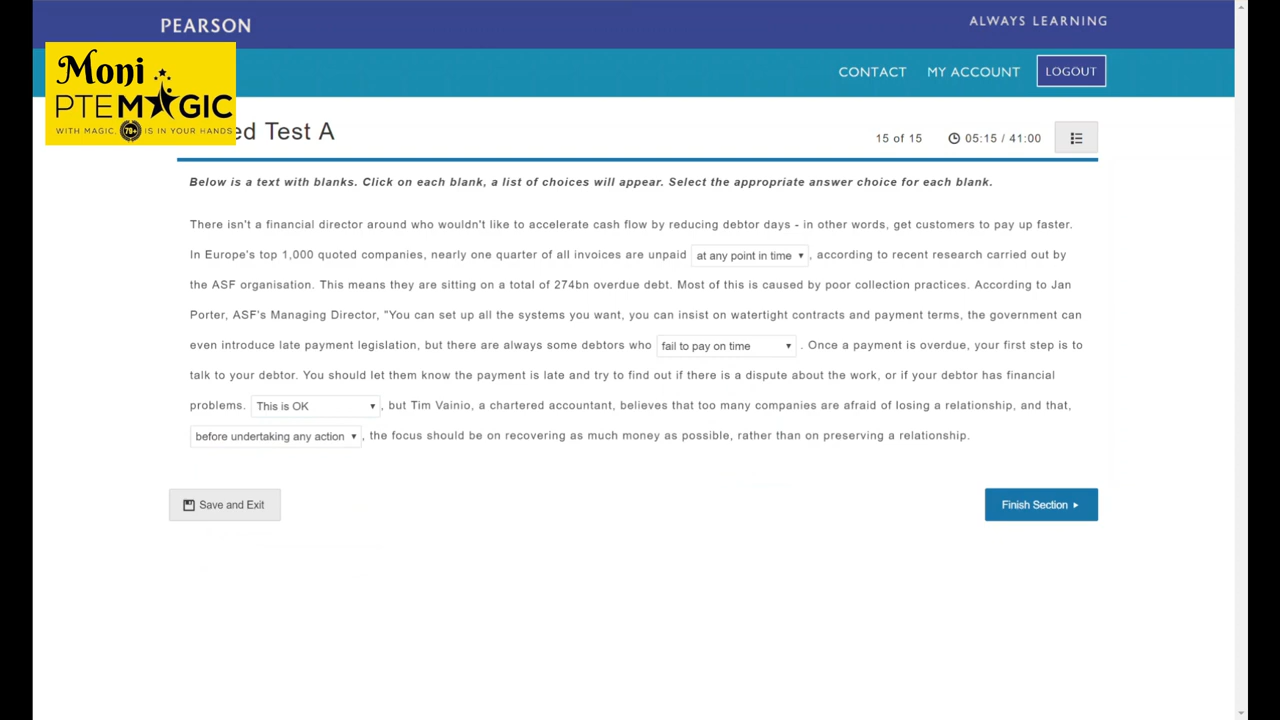 PEARSON
ALWAYS LEARNING
Moni
PTEMAGIC
WITH MAGIC. 79+ IS IN YOUR HANDS
CONTACT MY ACCOUNT LOGOUT
ed Test A
15 of 15 05:15 / 41:00
Below is a text with blanks. Click on each blank, a list of choices will appear. Select the appropriate answer choice for each blank.
There isn't a financial director around who wouldn't like to accelerate cash flow by reducing debtor days - in other words, get customers to pay up faster.
In Europe's top 1,000 quoted companies, nearly one quarter of all invoices are unpaid at any point in time , according to recent research carried out by
the ASF organisation. This means they are sitting on a total of 274bn overdue debt. Most of this is caused by poor collection practices. According to Jan
Porter, ASF's Managing Director, "You can set up all the systems you want, you can insist on watertight contracts and payment terms, the government can
even introduce late payment legislation, but there are always some debtors who fail to pay on time . Once a payment is overdue, your first step is to
talk to your debtor. You should let them know the payment is late and try to find out if there is a dispute about the work, or if your debtor has financial
problems. This is OK , but Tim Vainio, a chartered accountant, believes that too many companies are afraid of losing a relationship, and that,
before undertaking any action , the focus should be on recovering as much money as possible, rather than on preserving a relationship.
Save and Exit
Finish Section